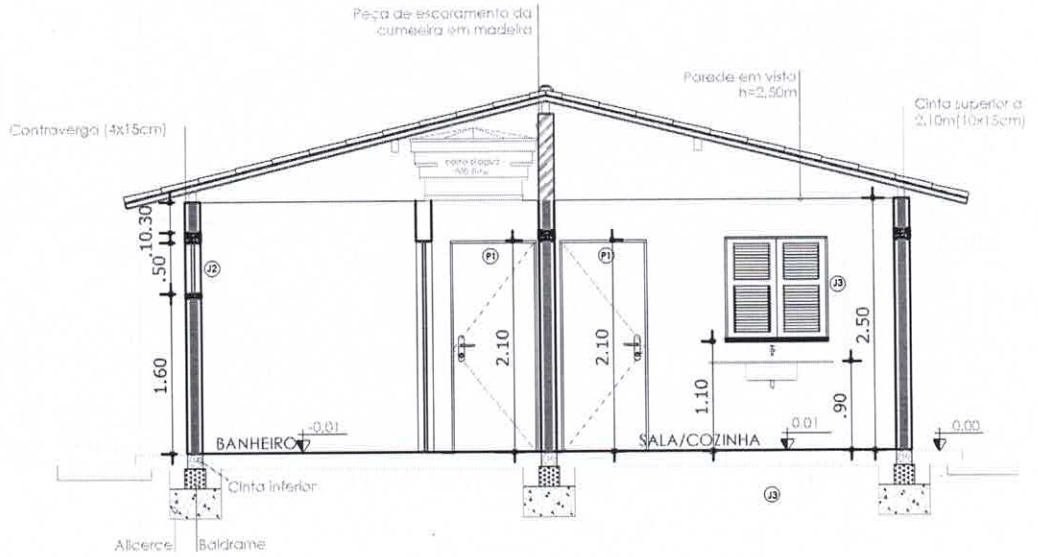 Peça de escoramento da
cumeeira em madeira
Parede em vista
h=2,50m
Cinta superior a
2,10m(10x15cm)
Contraverga (4x15cm)
caixa d'água
.30
.10
.50
1.60
J2
P1
P1
J3
2.10
2.10
2.50
1.10
.90
BANHEIRO
-0,01
SALA/COZINHA
0,01
0,00
Cinta inferior
J3
Alicerce
Baldrame